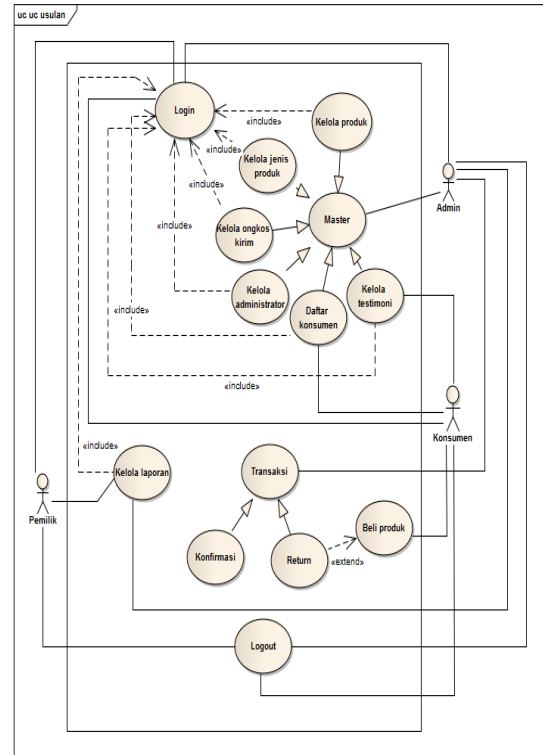 uc uc usulan
Login
Kelola produk
«include»
Kelola jenis
produk
«include»
Admin
«include»
Master
Kelola ongkos
kirim
Kelola
administrator
Daftar
konsumen
Kelola
testimoni
«include»
«include»
«include»
Konsumen
Kelola laporan
Pemilik
Transaksi
Beli produk
Konfirmasi
Return
«extend»
Logout